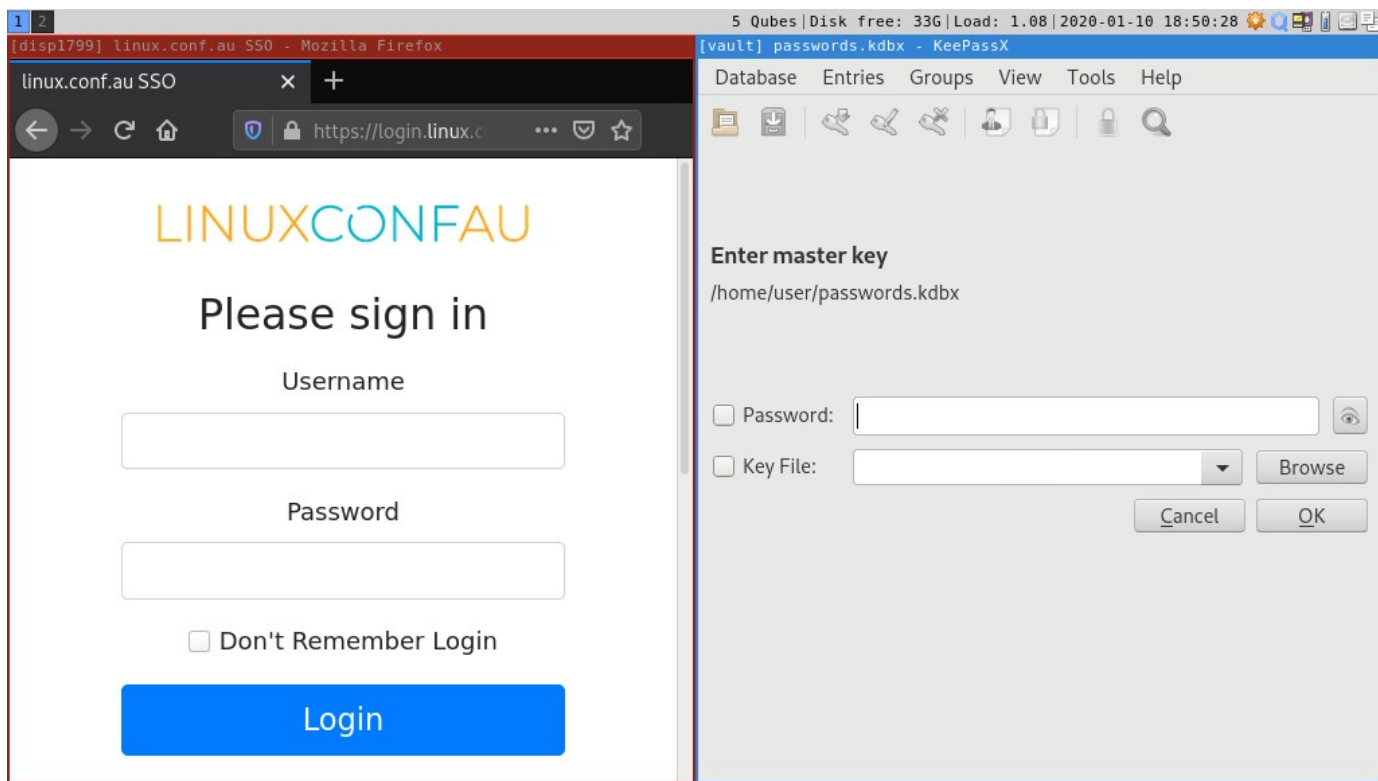 1 2
5 Qubes|Disk free: 33G|Load: 1.08|2020-01-10 18:50:28
[disp1799] linux.conf.au SSO - Mozilla Firefox
linux.conf.au SSO
https://login.linux.c
LINUXCONFAU
Please sign in
Username
Password
Don't Remember Login
Login
[vault] passwords.kdbx - KeePassX
Database Entries Groups View Tools Help
Enter master key
/home/user/passwords.kdbx
Password:
Key File:
Browse
Cancel OK